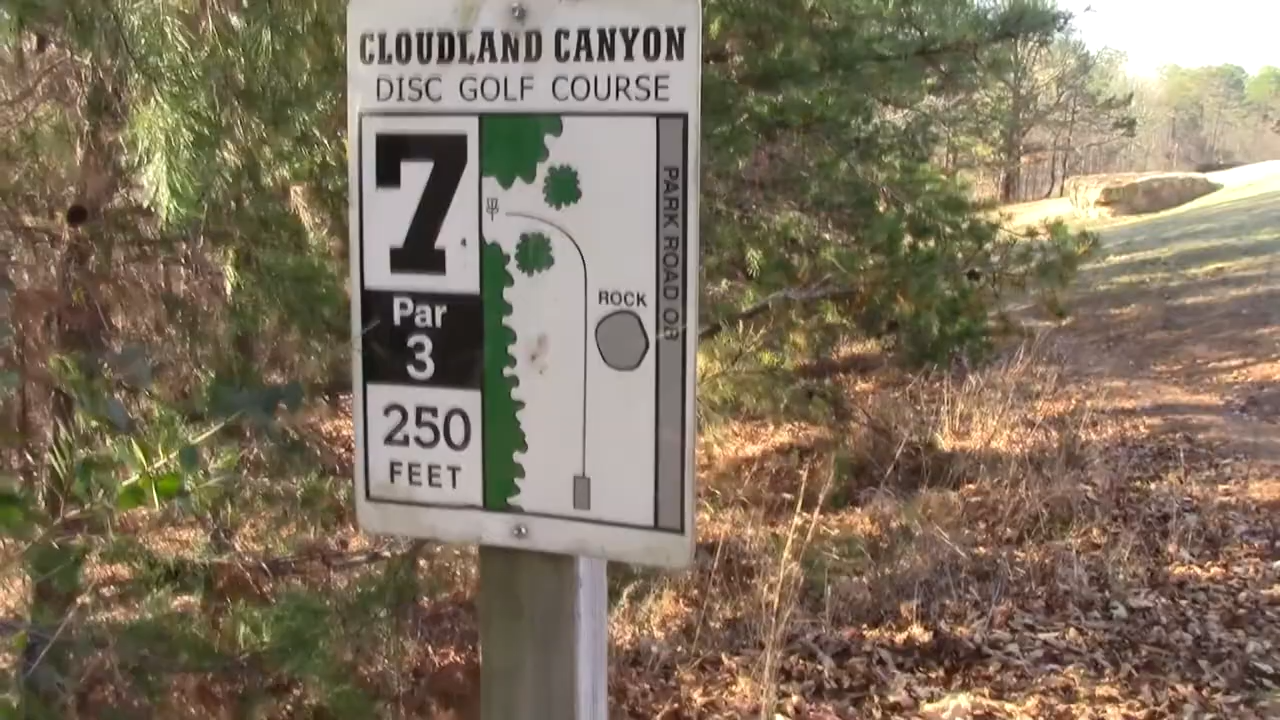 CLOUDLAND CANYON
DISC GOLF COURSE
7
Par
3
250
FEET
ROCK
PARK ROAD OB